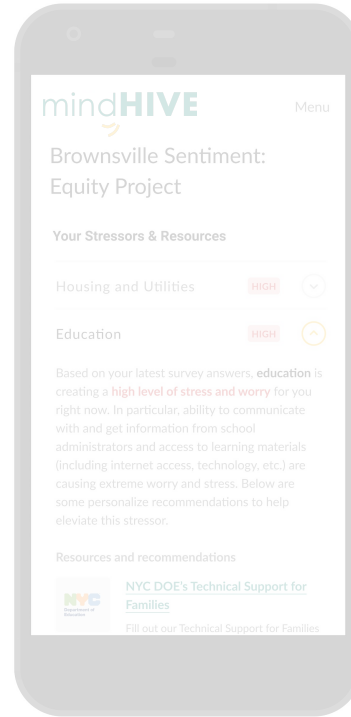 mindHIVE
Menu
Brownsville Sentiment:
Equity Project
Your Stressors & Resources
Housing and Utilities HIGH
Education HIGH
Based on your latest survey answers, education is
creating a high level of stress and worry for you
right now. In particular, ability to communicate
with and get information from school
administrators and access to learning materials
(including internet access, technology, etc.) are
causing extreme worry and stress. Below are
some personalize recommendations to help
eleviate this stressor.
Resources and recommendations
NYC
Department of
Education
NYC DOE's Technical Support for
Families
Fill out our Technical Support for Families